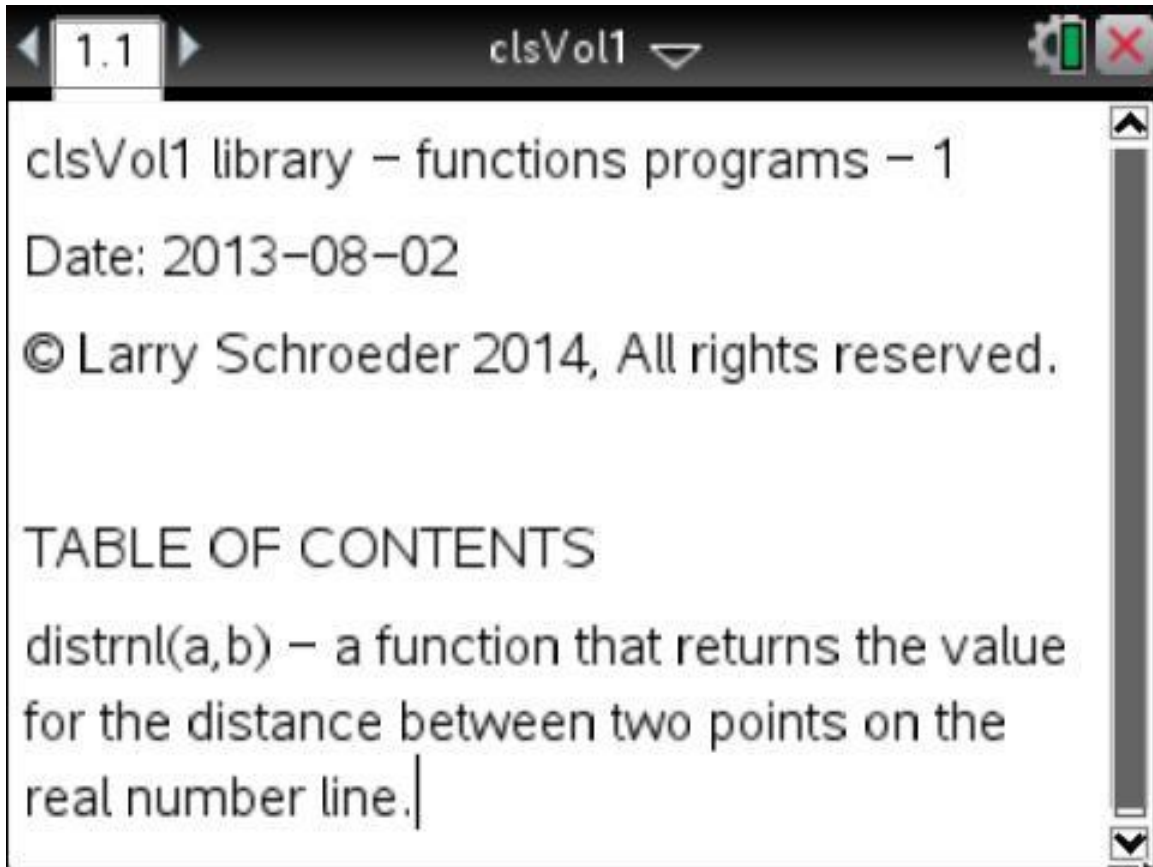 1.1 clsVol1
clsVol1 library – functions programs – 1
Date: 2013–08–02
© Larry Schroeder 2014, All rights reserved.
TABLE OF CONTENTS
distrnl(a,b) – a function that returns the value
for the distance between two points on the
real number line.